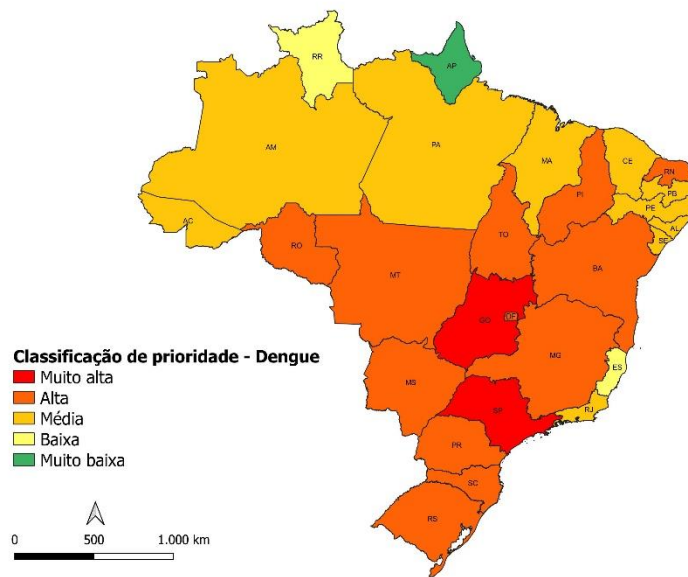 RR
AP
AM
PA
MA
CE
RN
PB
PE
AL
SE
PI
AC
TO
RO
BA
MT
GO
DF
MG
ES
MS
SP
RJ
PR
SC
RS
Classificação de prioridade - Dengue
Muito alta
Alta
Média
Baixa
Muito baixa
0 500 1.000 km